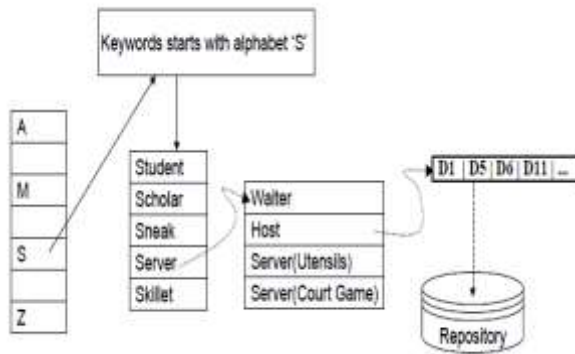 Keywords starts with alphabet 'S'
A
M
S
Z
Student
Scholar
Sneak
Server
Skillet
Waiter
Host
Server(Utensils)
Server(Court Game)
D1 | D5 | D6 | D11 | ...
Repository